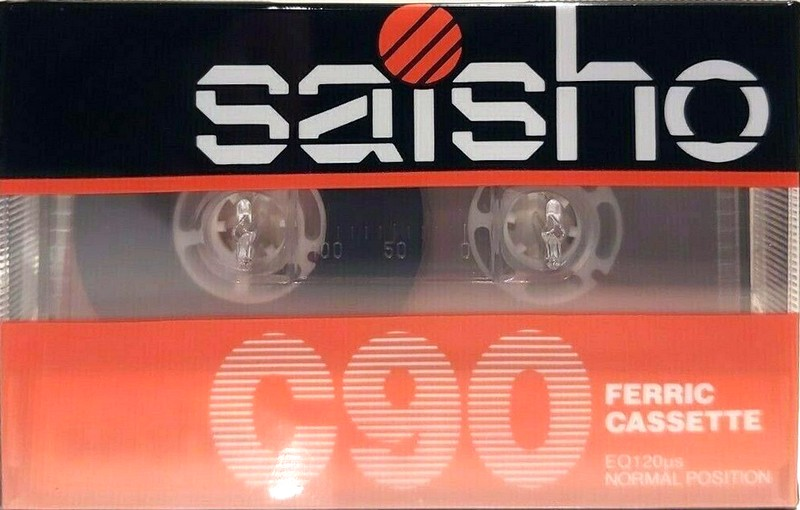 saisho
100 50 0
C90
FERRIC
CASSETTE
EQ120us
NORMAL POSITION